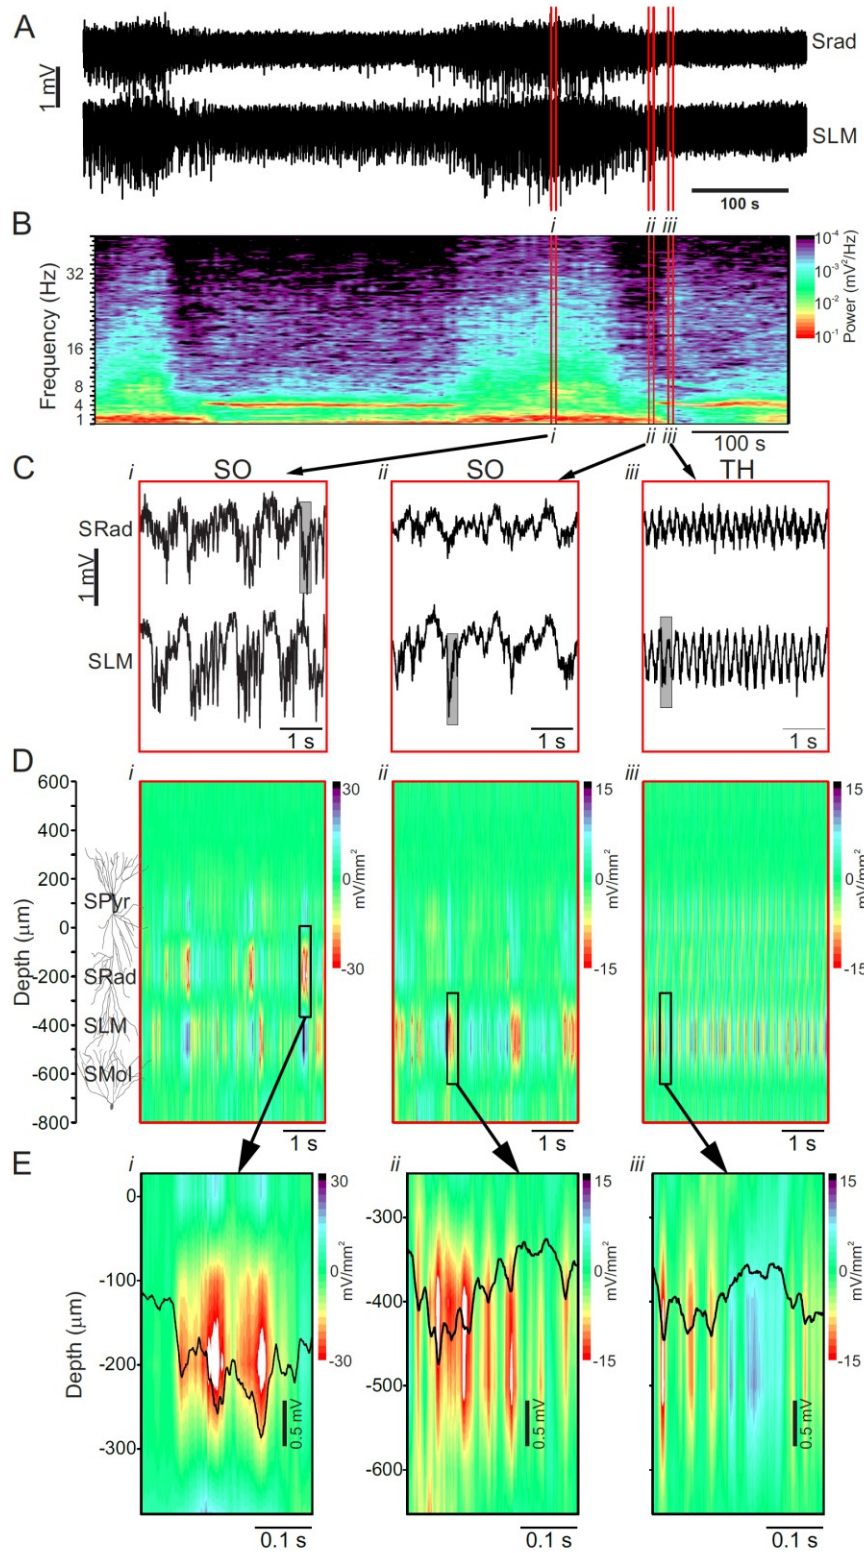 A
Srad
1 mV
SLM
100 s
i ii iii
B
Frequency (Hz)
32
16
8
4
1
10-4
10-3
10-2
10-1
Power (mV2/Hz)
i ii iii
100 s
C
i SO ii SO iii TH
SRad
1 mV
SLM
1 s 1 s 1 s
D
i ii iii
Depth (μm)
600
400
200
0
-200
-400
-600
-800
SPyr
SRad
SLM
SMol
30
0
-30
mV/mm2
15
0
-15
mV/mm2
15
0
-15
mV/mm2
1 s 1 s 1 s
E
i ii iii
Depth (μm)
0
-100
-200
-300
30
0
-30
mV/mm2
0.5 mV
-300
-400
-500
-600
15
0
-15
mV/mm2
0.5 mV
15
0
-15
mV/mm2
0.5 mV
0.1 s 0.1 s 0.1 s